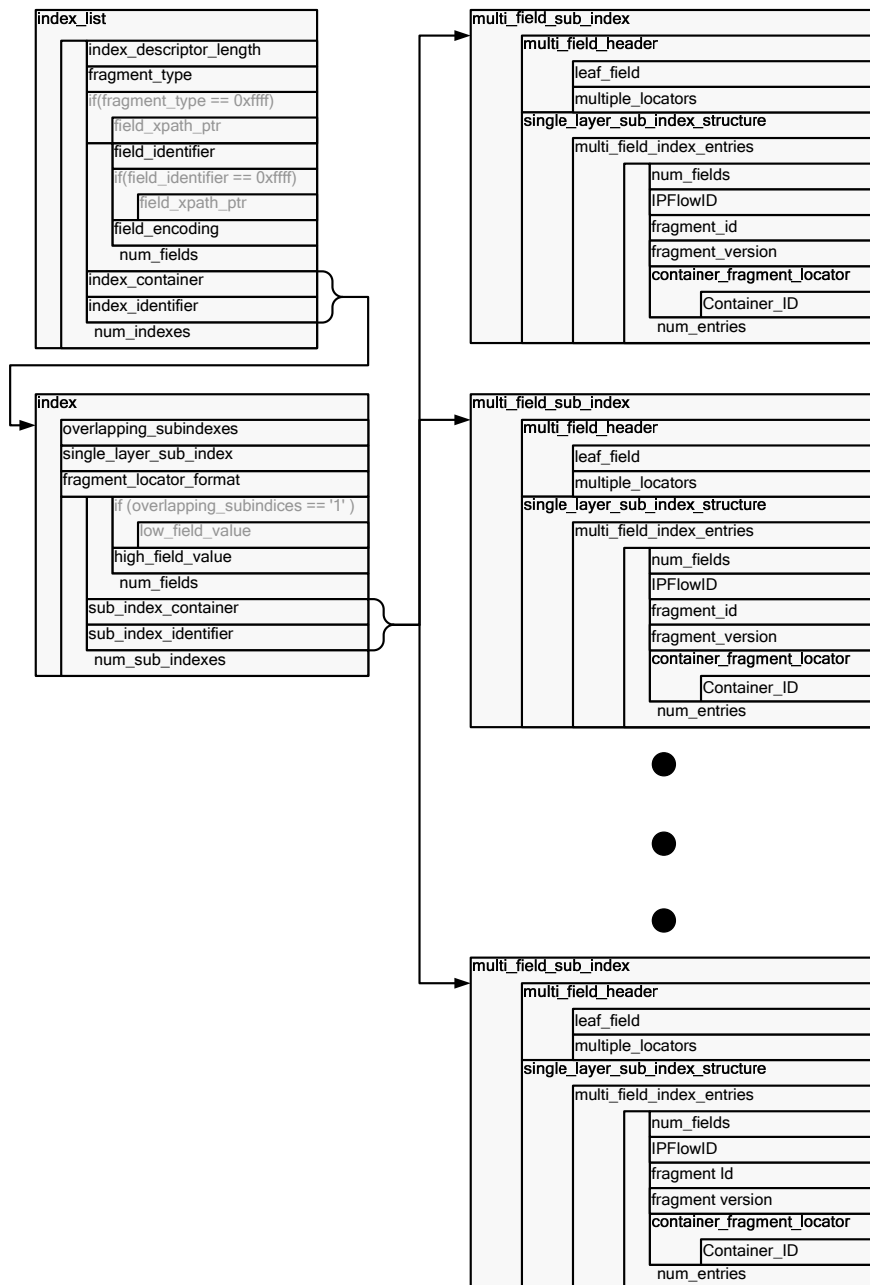 index_list
index_descriptor_length
fragment_type
if(fragment_type == 0xffff)
field_xpath_ptr
field_identifier
if(field_identifier == 0xffff)
field_xpath_ptr
field_encoding
num_fields
index_container
index_identifier
num_indexes
index
overlapping_subindexes
single_layer_sub_index
fragment_locator_format
if (overlapping_subindices == '1' )
low_field_value
high_field_value
num_fields
sub_index_container
sub_index_identifier
num_sub_indexes
multi_field_sub_index
multi_field_header
leaf_field
multiple_locators
single_layer_sub_index_structure
multi_field_index_entries
num_fields
IPFlowID
fragment_id
fragment_version
container_fragment_locator
Container_ID
num_entries
multi_field_sub_index
multi_field_header
leaf_field
multiple_locators
single_layer_sub_index_structure
multi_field_index_entries
num_fields
IPFlowID
fragment_id
fragment_version
container_fragment_locator
Container_ID
num_entries
multi_field_sub_index
multi_field_header
leaf_field
multiple_locators
single_layer_sub_index_structure
multi_field_index_entries
num_fields
IPFlowID
fragment Id
fragment version
container_fragment_locator
Container_ID
num_entries